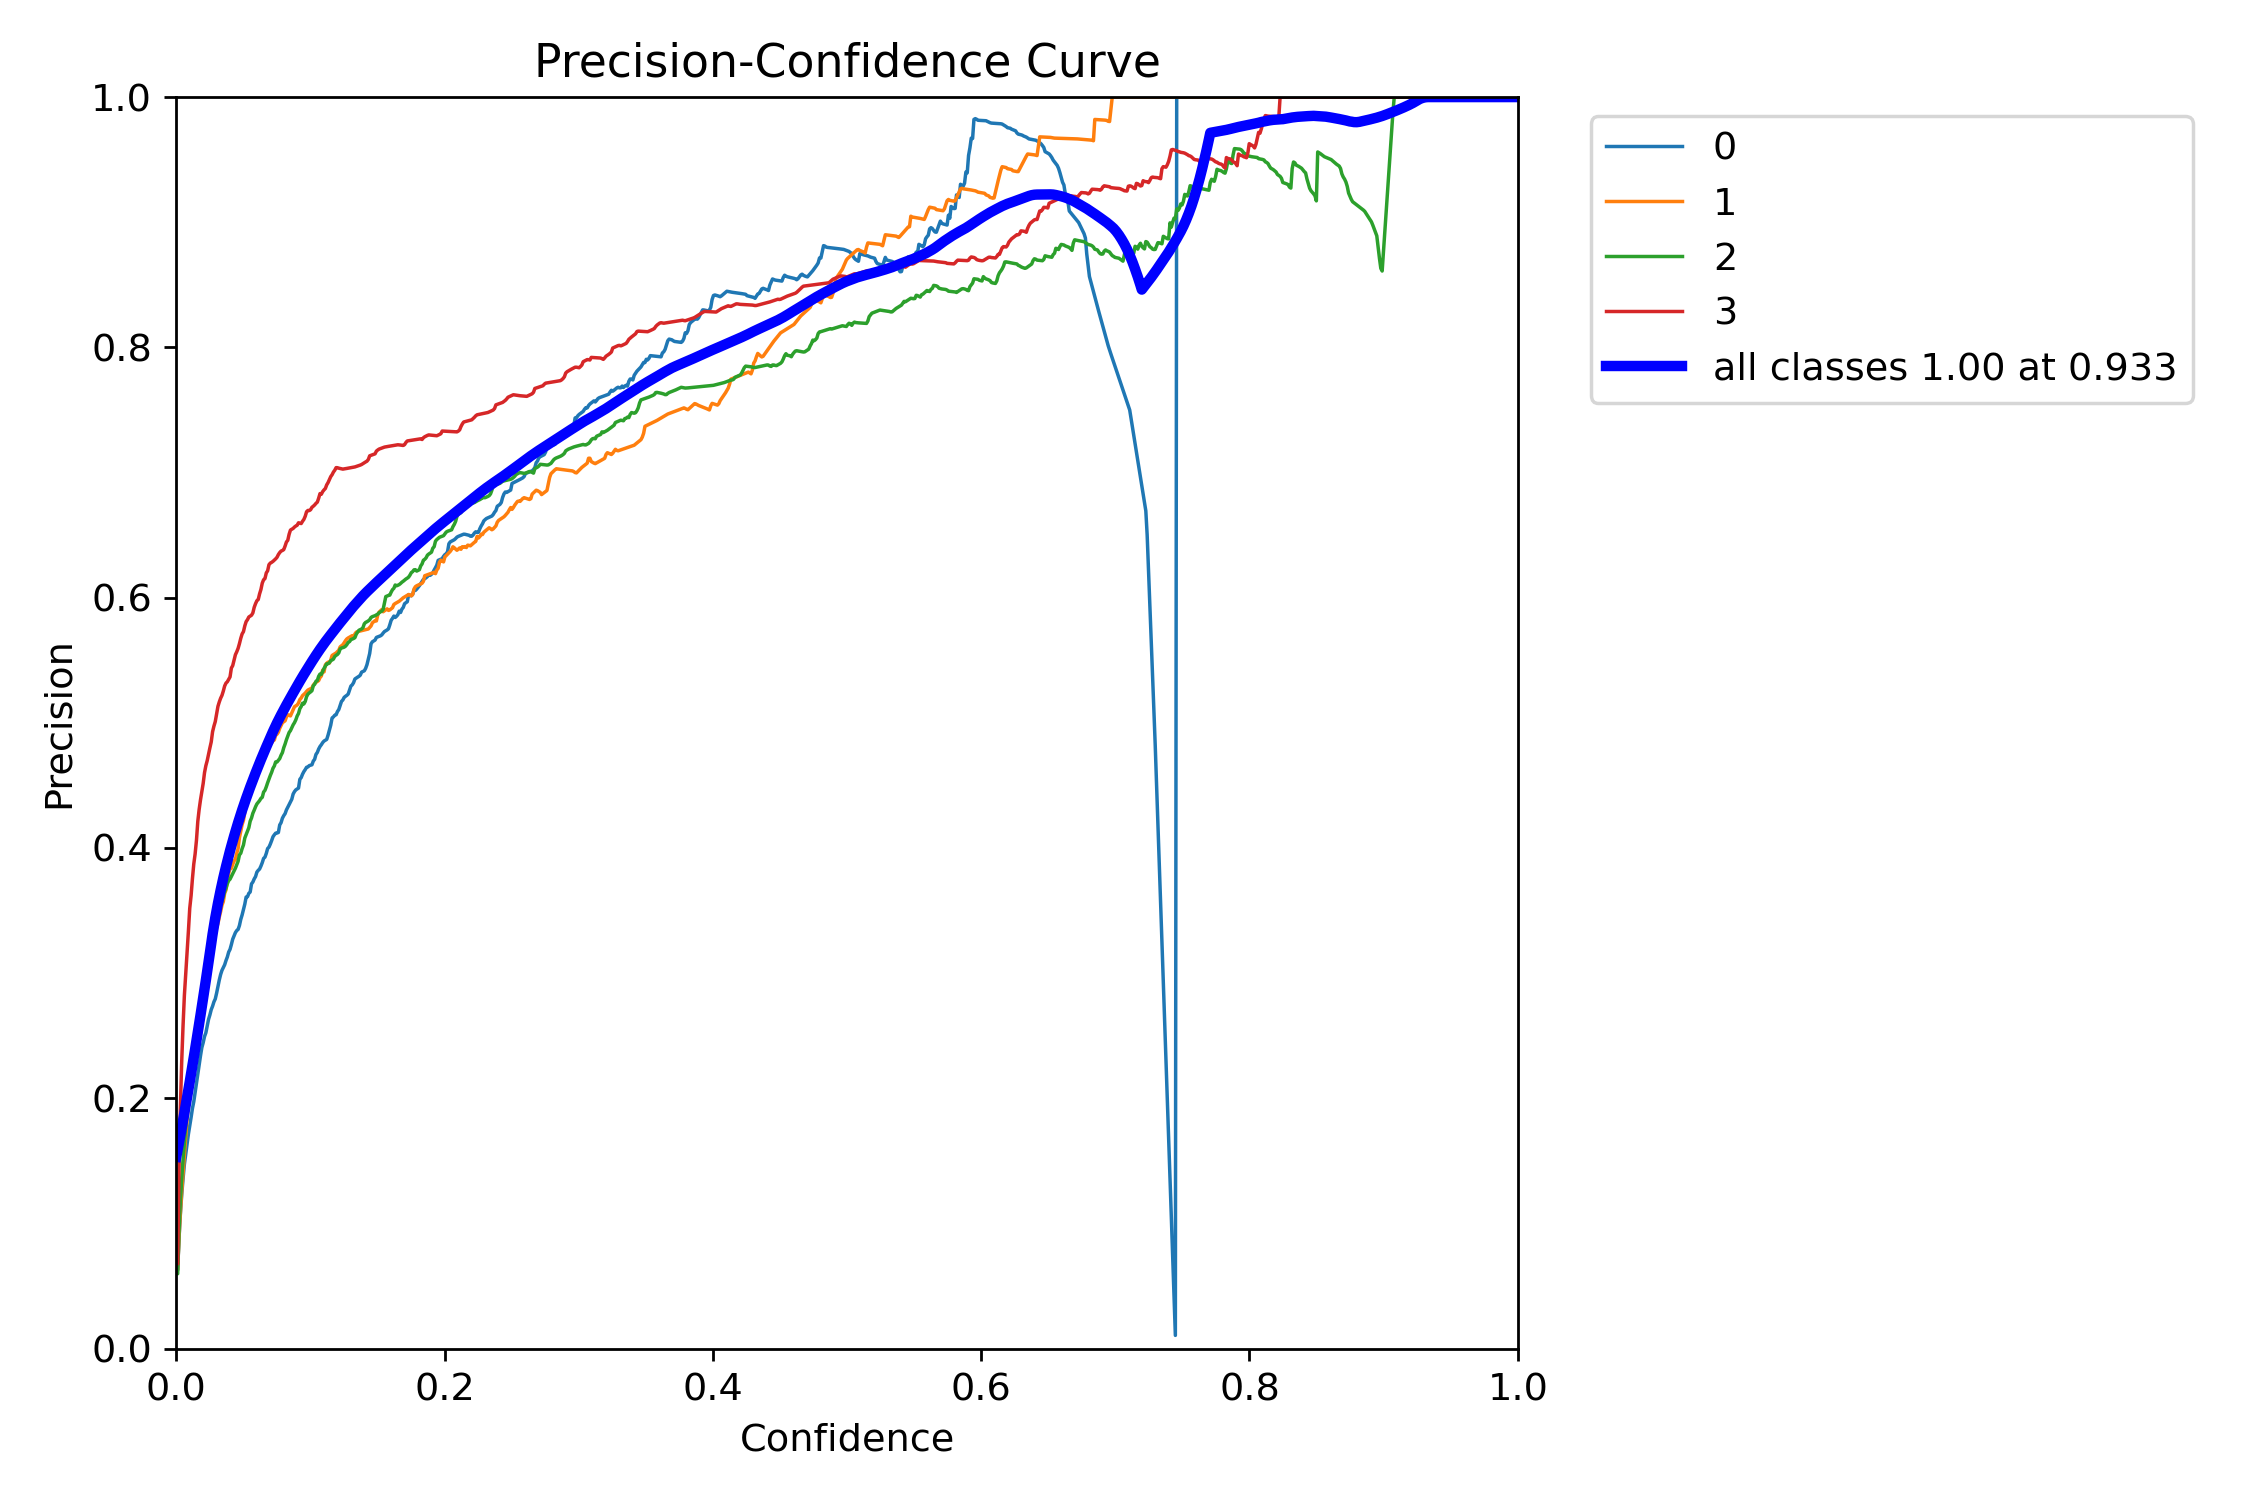 Precision-Confidence Curve
1.0
0.8
0.6
0.4
0.2
0.0
Precision
0.0 0.2 0.4 0.6 0.8 1.0
Confidence
0
1
2
3
all classes 1.00 at 0.933